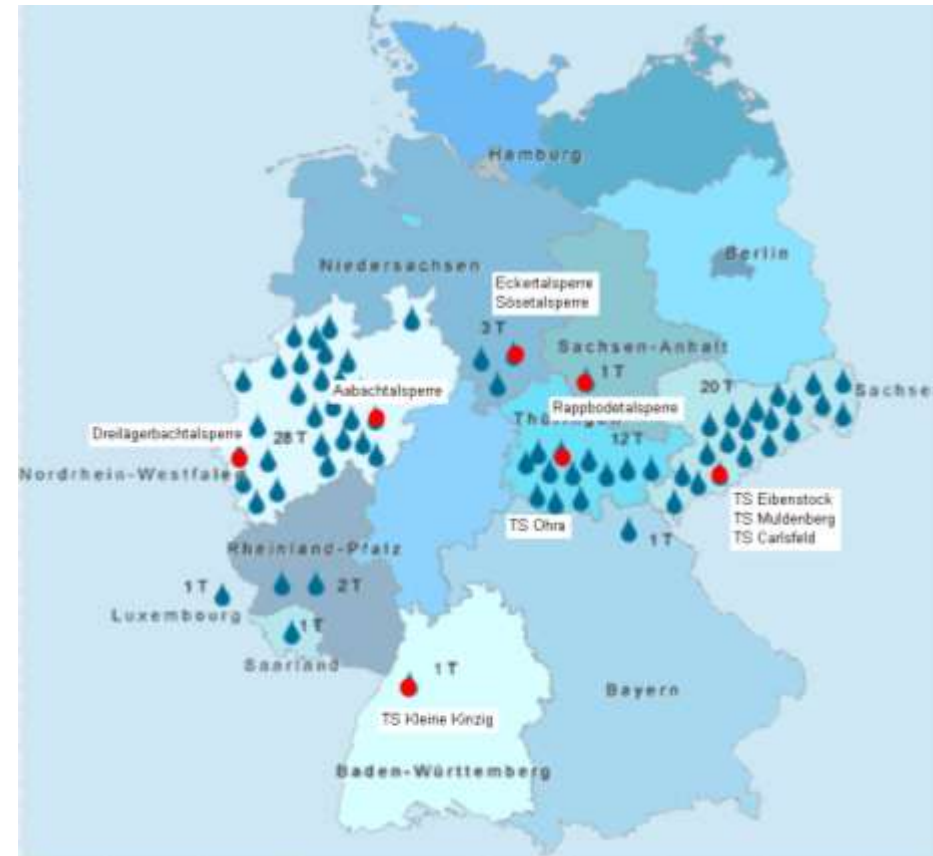 Hamburg
Berlin
Niedersachsen
Eckertalsperre
Sösetalsperre
3 T
Sachsen-Anhalt
1 T
20 T
Sachse
Aabachtalsperre
Rappbodetalsperre
Thüringen
Dreilägerbachtalsperre
28 T
12 T
Nordrhein-Westfalen
TS Eibenstock
TS Muldenberg
TS Carlsfeld
TS Ohra
1 T
Rheinland-Pfalz
1 T
2 T
Luxembourg
1 T
Saarland
1 T
Bayern
TS Kleine Kinzig
Baden-Württemberg